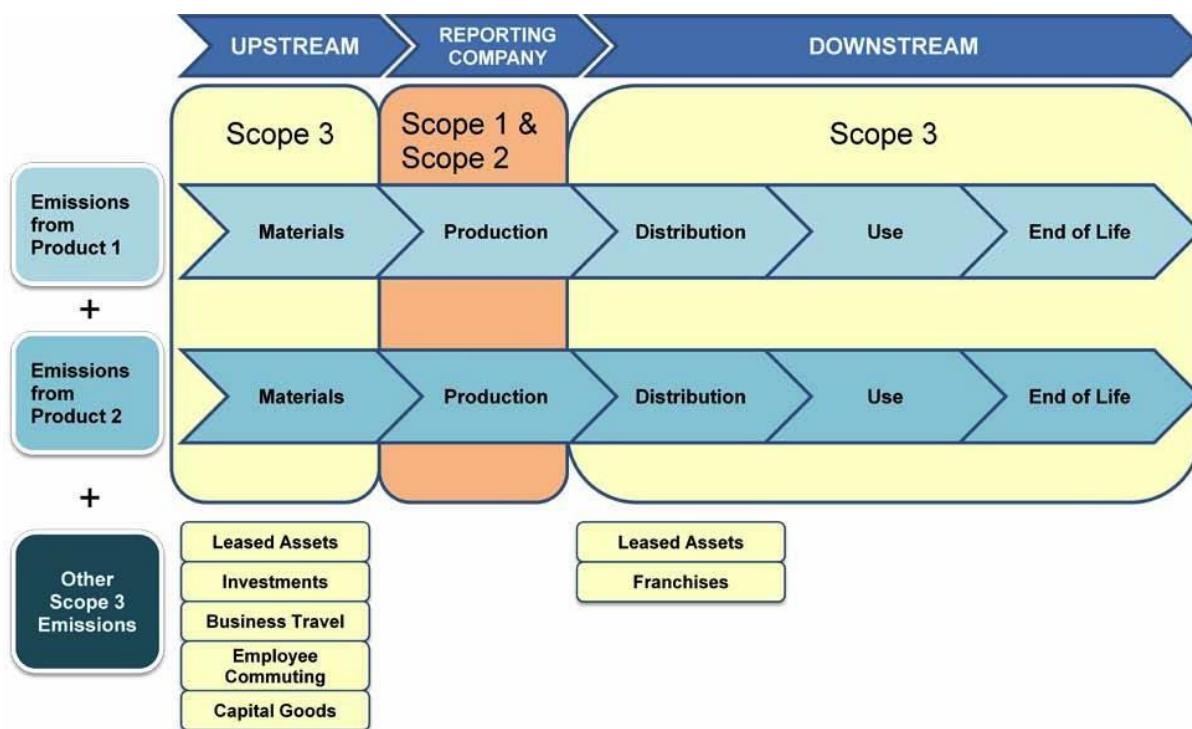 UPSTREAM
REPORTING
COMPANY
DOWNSTREAM
Scope 3
Scope 1 &
Scope 2
Scope 3
Emissions
from
Product 1
Materials
Production
Distribution
Use
End of Life
+
Emissions
from
Product 2
Materials
Production
Distribution
Use
End of Life
+
Other
Scope 3
Emissions
Leased Assets
Investments
Business Travel
Employee
Commuting
Capital Goods
Leased Assets
Franchises